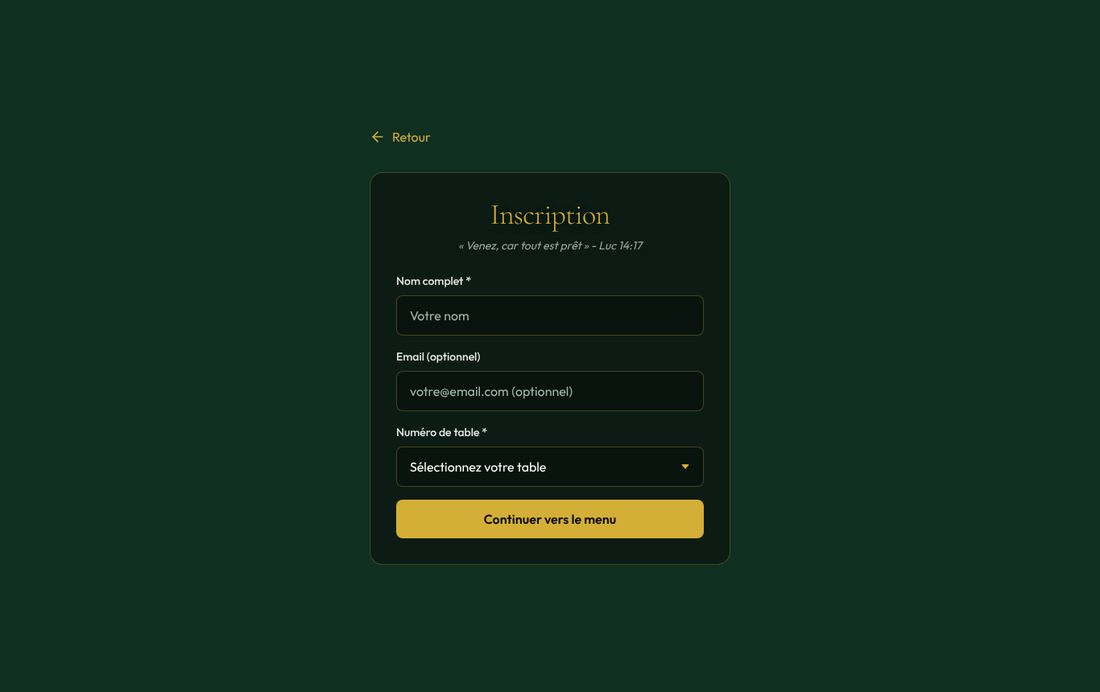 Retour
Inscription
« Venez, car tout est prêt » - Luc 14:17
Nom complet *
Votre nom
Email (optionnel)
votre@email.com (optionnel)
Numéro de table *
Sélectionnez votre table
Continuer vers le menu